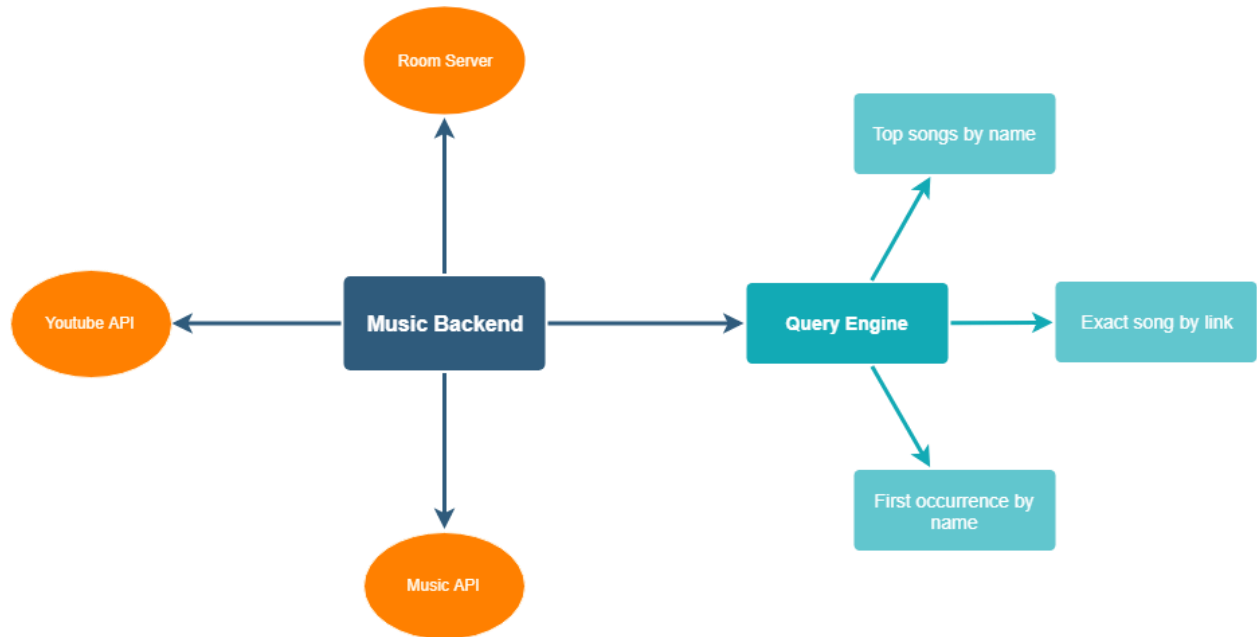 Room Server
Top songs by name
Youtube API
Music Backend
Query Engine
Exact song by link
First occurrence by
name
Music API